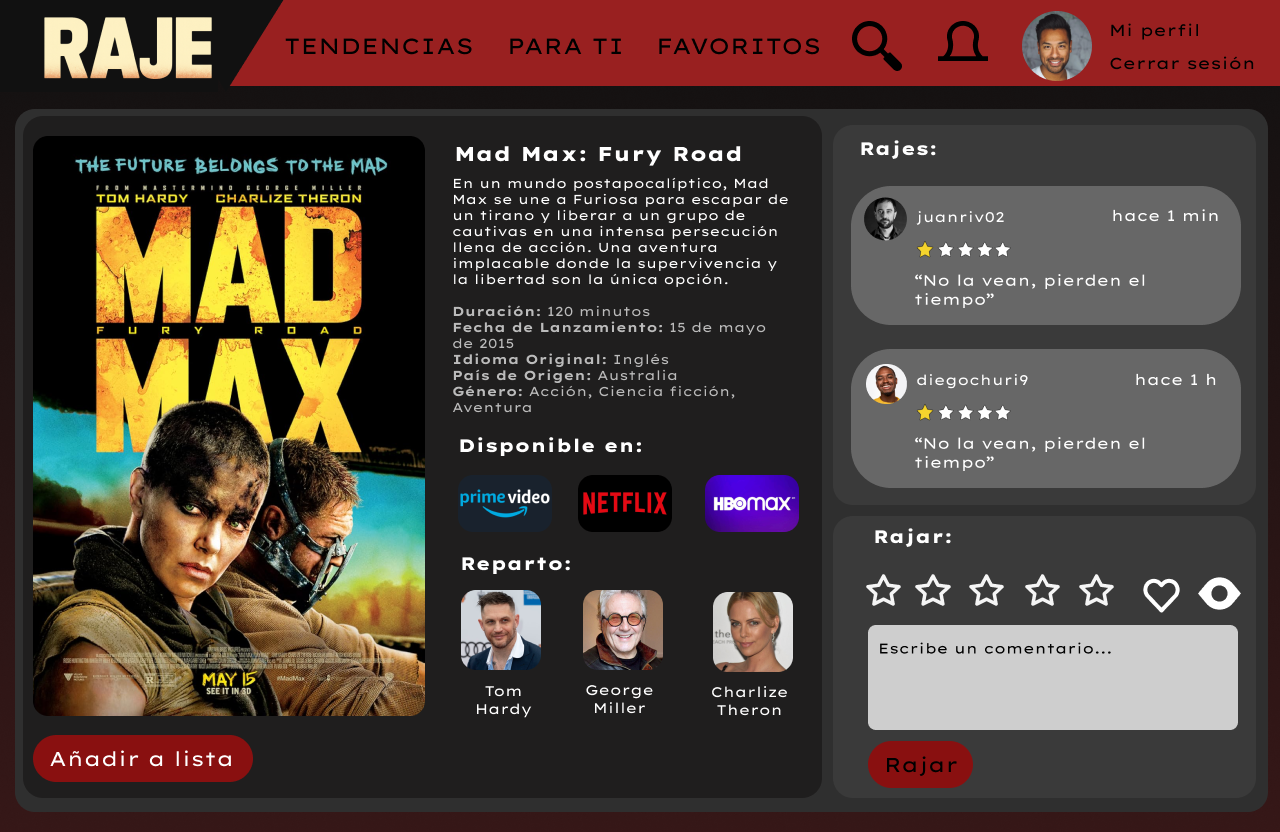 RAJE
TENDENCIAS
PARA TI
FAVORITOS
Mi perfil
Cerrar sesión
THE FUTURE BELONGS TO THE MAD
FROM MASTERMIND GEORGE MILLER
TOM HARDY CHARLIZE THERON
MAD
FURY ROAD
MAX
MAY 15
SEE IT IN 3D
#MadMax
Añadir a lista
Mad Max: Fury Road
En un mundo postapocalíptico, Mad
Max se une a Furiosa para escapar de
un tirano y liberar a un grupo de
cautivas en una intensa persecución
llena de acción. Una aventura
implacable donde la supervivencia y
la libertad son la única opción.
Duración: 120 minutos
Fecha de Lanzamiento: 15 de mayo
de 2015
Idioma Original: Inglés
País de Origen: Australia
Género: Acción, Ciencia ficción,
Aventura
Disponible en:
prime video
NETFLIX
HBOmax
Reparto:
Tom
Hardy
George
Miller
Charlize
Theron
Rajes:
juanriv02
hace 1 min
“No la vean, pierden el
tiempo”
diegochuri9
hace 1 h
“No la vean, pierden el
tiempo”
Rajar:
Escribe un comentario...
Rajar